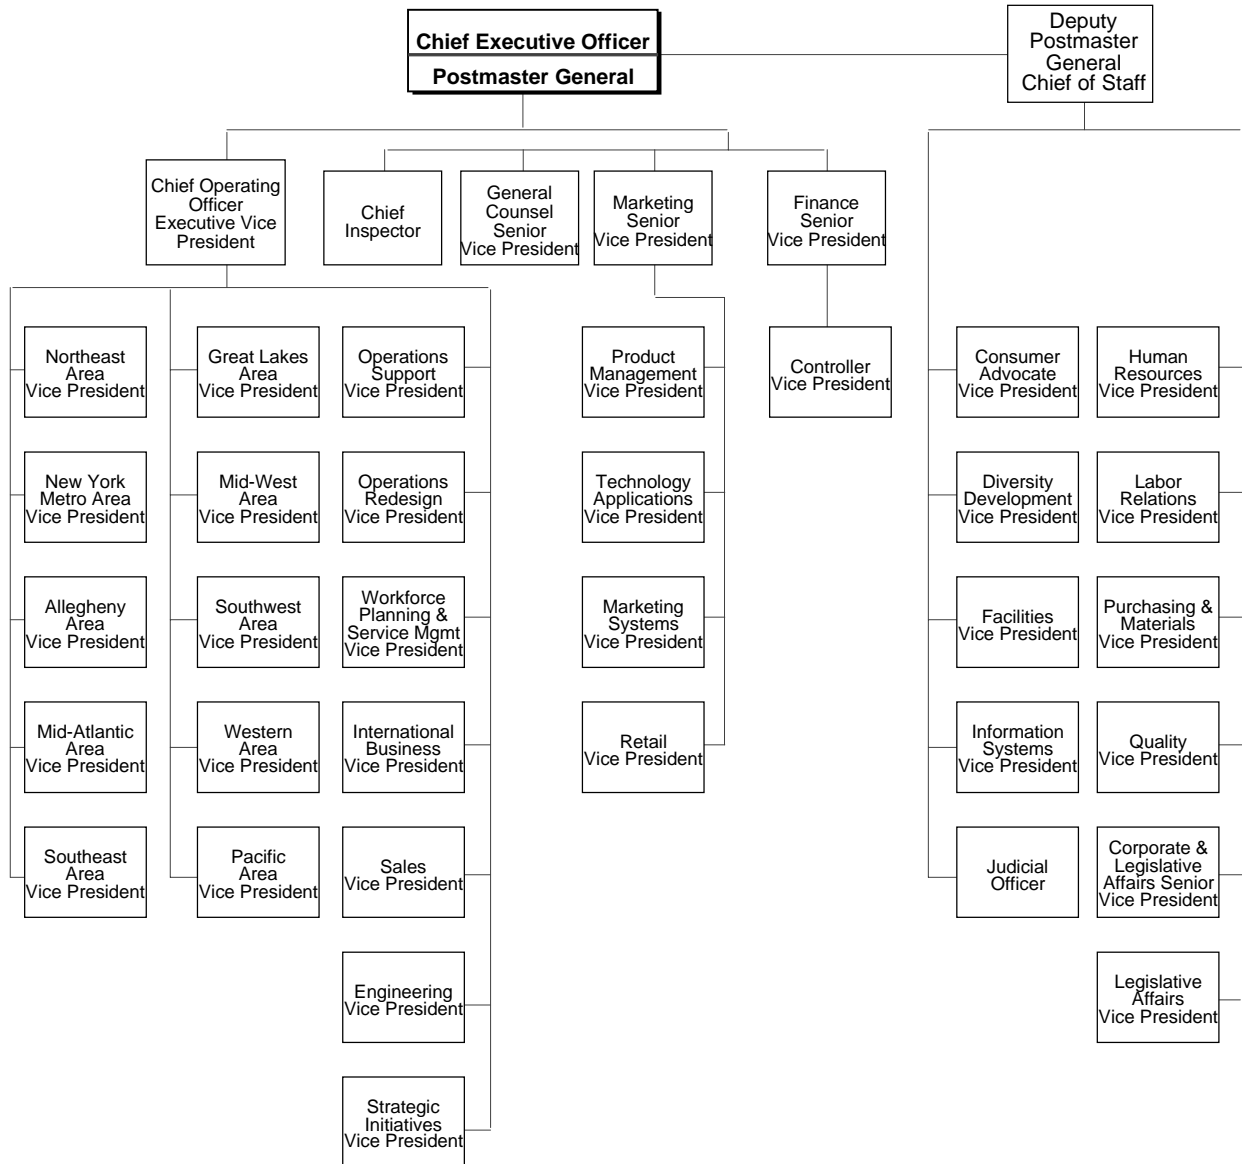 Chief Executive Officer
Postmaster General
Deputy
Postmaster
General
Chief of Staff
Chief Operating
Officer
Executive Vice
President
Chief
Inspector
General
Counsel
Senior
Vice President
Marketing
Senior
Vice President
Finance
Senior
Vice President
Northeast
Area
Vice President
Great Lakes
Area
Vice President
Operations
Support
Vice President
Product
Management
Vice President
Controller
Vice President
Consumer
Advocate
Vice President
Human
Resources
Vice President
New York
Metro Area
Vice President
Mid-West
Area
Vice President
Operations
Redesign
Vice President
Technology
Applications
Vice President
Diversity
Development
Vice President
Labor
Relations
Vice President
Allegheny
Area
Vice President
Southwest
Area
Vice President
Workforce
Planning &
Service Mgmt
Vice President
Marketing
Systems
Vice President
Facilities
Vice President
Purchasing &
Materials
Vice President
Mid-Atlantic
Area
Vice President
Western
Area
Vice President
International
Business
Vice President
Retail
Vice President
Information
Systems
Vice President
Quality
Vice President
Southeast
Area
Vice President
Pacific
Area
Vice President
Sales
Vice President
Judicial
Officer
Corporate &
Legislative
Affairs Senior
Vice President
Engineering
Vice President
Legislative
Affairs
Vice President
Strategic
Initiatives
Vice President